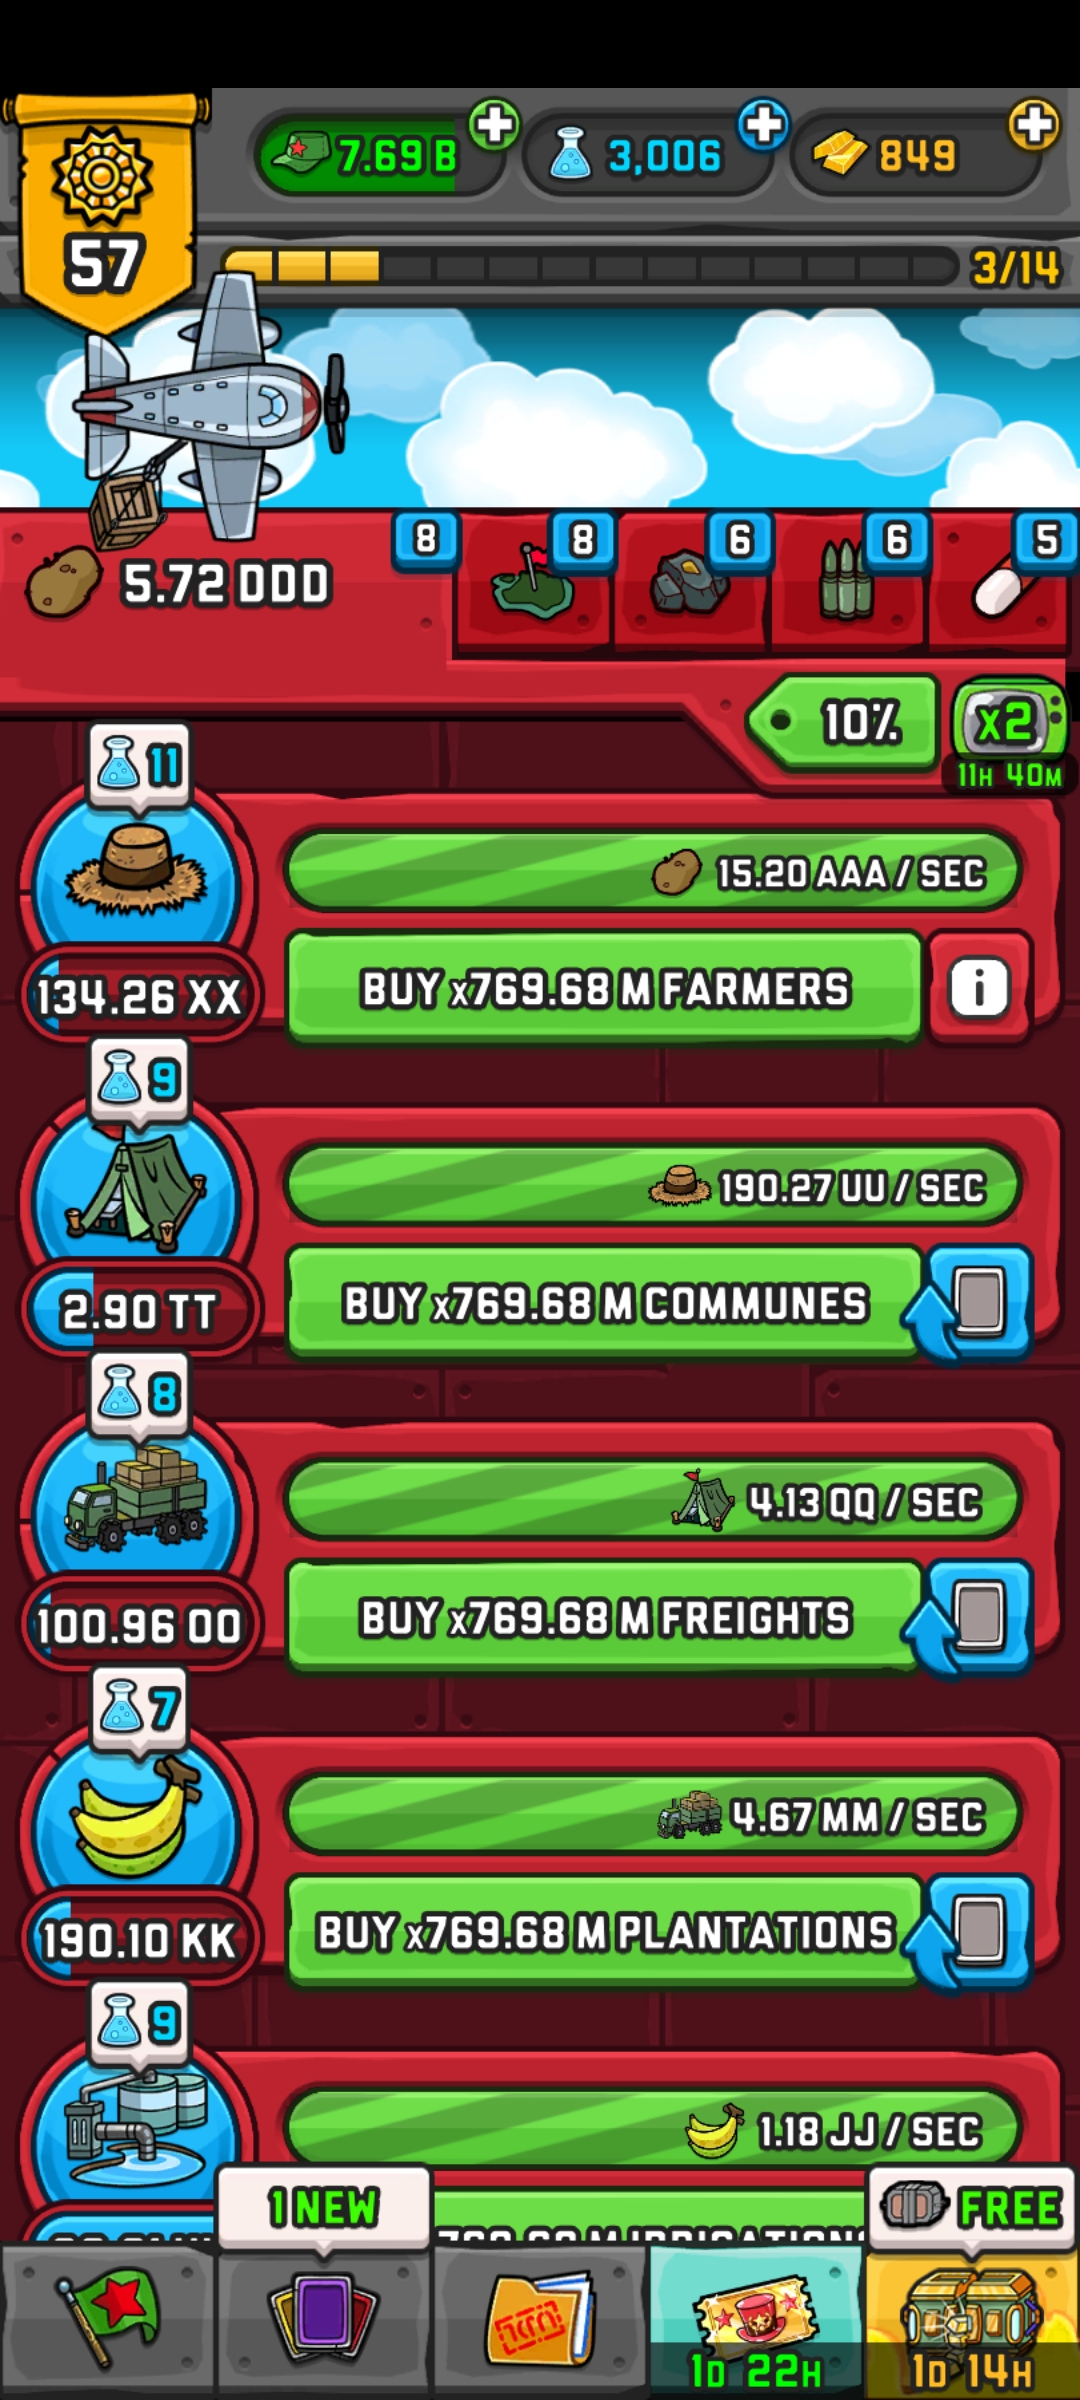 57
7.69 B
3,006
849
3/14
5.72 DDD
8
8
6
6
5
10%
x2
11H 40M
11
15.20 AAA / SEC
134.26 XX
BUY x769.68 M FARMERS
i
9
190.27 UU / SEC
2.90 TT
BUY x769.68 M COMMUNES
8
4.13 QQ / SEC
100.96 OO
BUY x769.68 M FREIGHTS
7
4.67 MM / SEC
190.10 KK
BUY x769.68 M PLANTATIONS
9
1.18 JJ / SEC
1 NEW
FREE
1D 22H
1D 14H